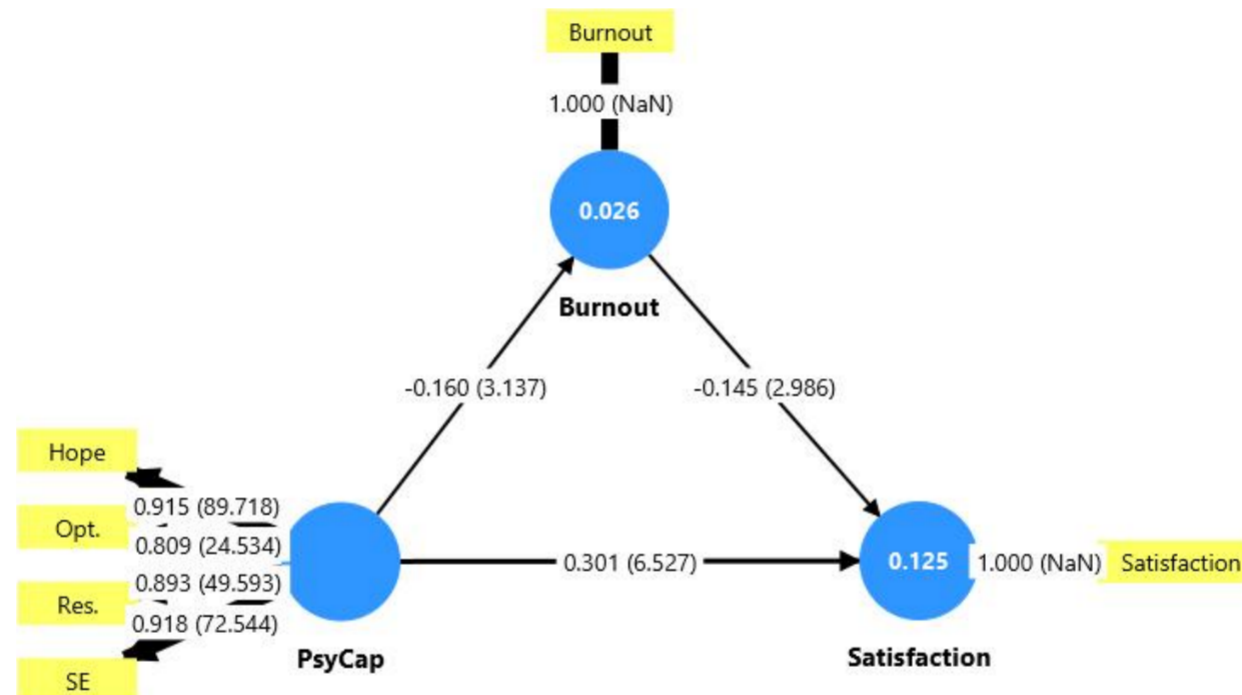 Burnout
1.000 (NaN)
0.026
Burnout
-0.160 (3.137)
-0.145 (2.986)
Hope
0.915 (89.718)
Opt.
0.809 (24.534)
0.893 (49.593)
Res.
0.918 (72.544)
SE
PsyCap
0.301 (6.527)
0.125
1.000 (NaN)
Satisfaction
Satisfaction